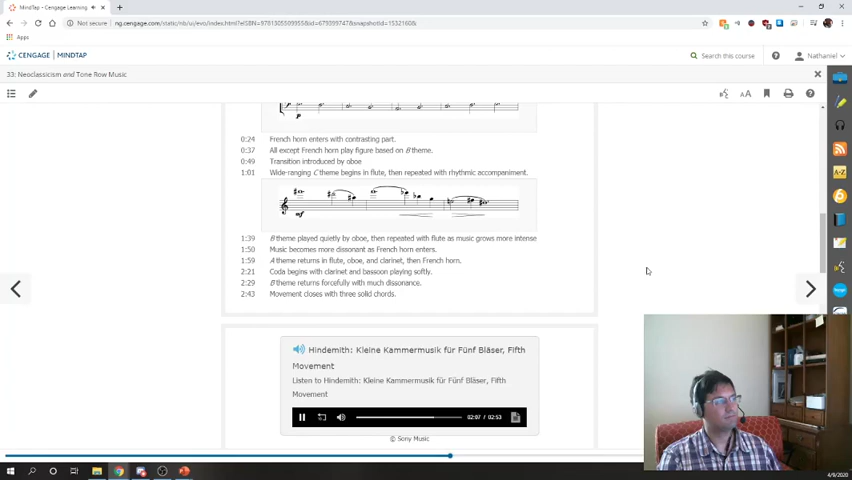 MindTap - Cengage Learning
Not secure
ng.cengage.com/static/nb/ui/evo/index.html?eISBN=9781305509955&id=679099747&snapshotId=1532160&
Apps
CENGAGE MINDTAP
Search this course
Nathaniel
33: Neoclassicism and Tone Row Music
AA
p
0:24 French horn enters with contrasting part.
0:37 All except French horn play figure based on B theme.
0:49 Transition introduced by oboe
1:01 Wide-ranging C theme begins in flute, then repeated with rhythmic accompaniment.
mf
1:39 B theme played quietly by oboe, then repeated with flute as music grows more intense
1:50 Music becomes more dissonant as French horn enters.
1:59 A theme returns in flute, oboe, and clarinet, then French horn.
2:21 Coda begins with clarinet and bassoon playing softly.
2:29 B theme returns forcefully with much dissonance.
2:43 Movement closes with three solid chords.
Hindemith: Kleine Kammermusik für Fünf Bläser, Fifth
Movement
Listen to Hindemith: Kleine Kammermusik für Fünf Bläser, Fifth
Movement
02:07 / 02:53
© Sony Music
A-Z
4/9/2020